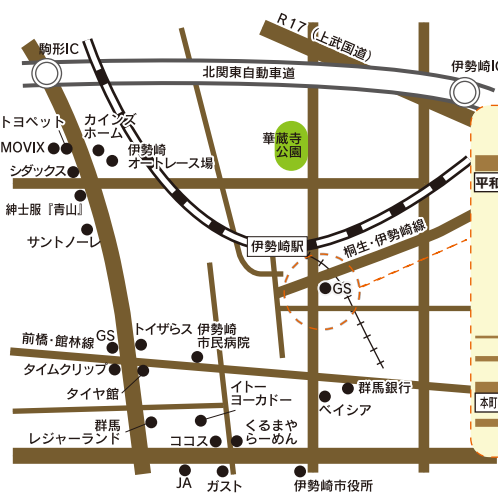 R17(上武国道)
駒形IC
北関東自動車道
伊勢崎IC
トヨペット
カインズ
ホーム
MOVIX
伊勢崎
オートレース場
華蔵寺
公園
シダックス
平和
紳士服『青山』
サントノーレ
伊勢崎駅
桐生・伊勢崎線
GS
前橋・館林線
GS
トイザらス
伊勢崎
市民病院
タイムクリップ
タイヤ館
イトー
ヨーカドー
群馬銀行
ベイシア
本町
群馬
レジャーランド
ココス
くるまや
らーめん
JA
ガスト
伊勢崎市役所